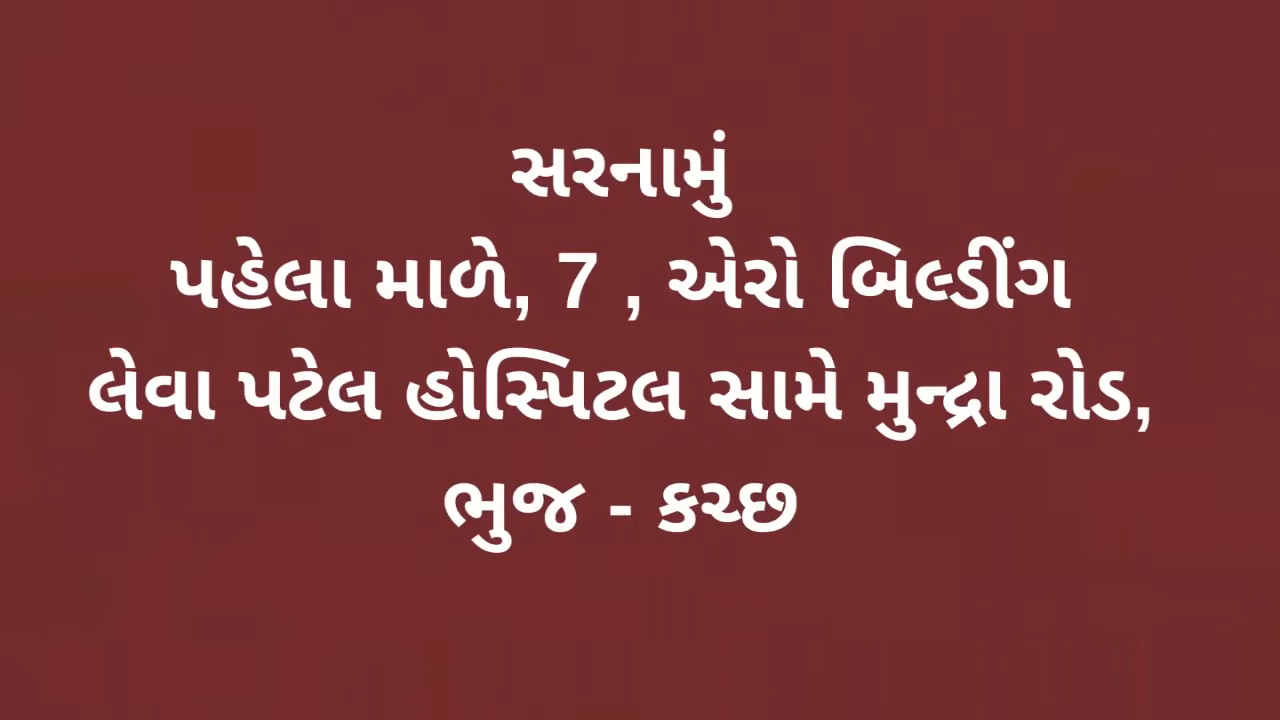 સરનામું
પહેલા માળે, 7 , એરો બિલ્ડીંગ
લેવા પટેલ હોસ્પિટલ સામે મુન્દ્રા રોડ,
ભુજ - કચ્છ